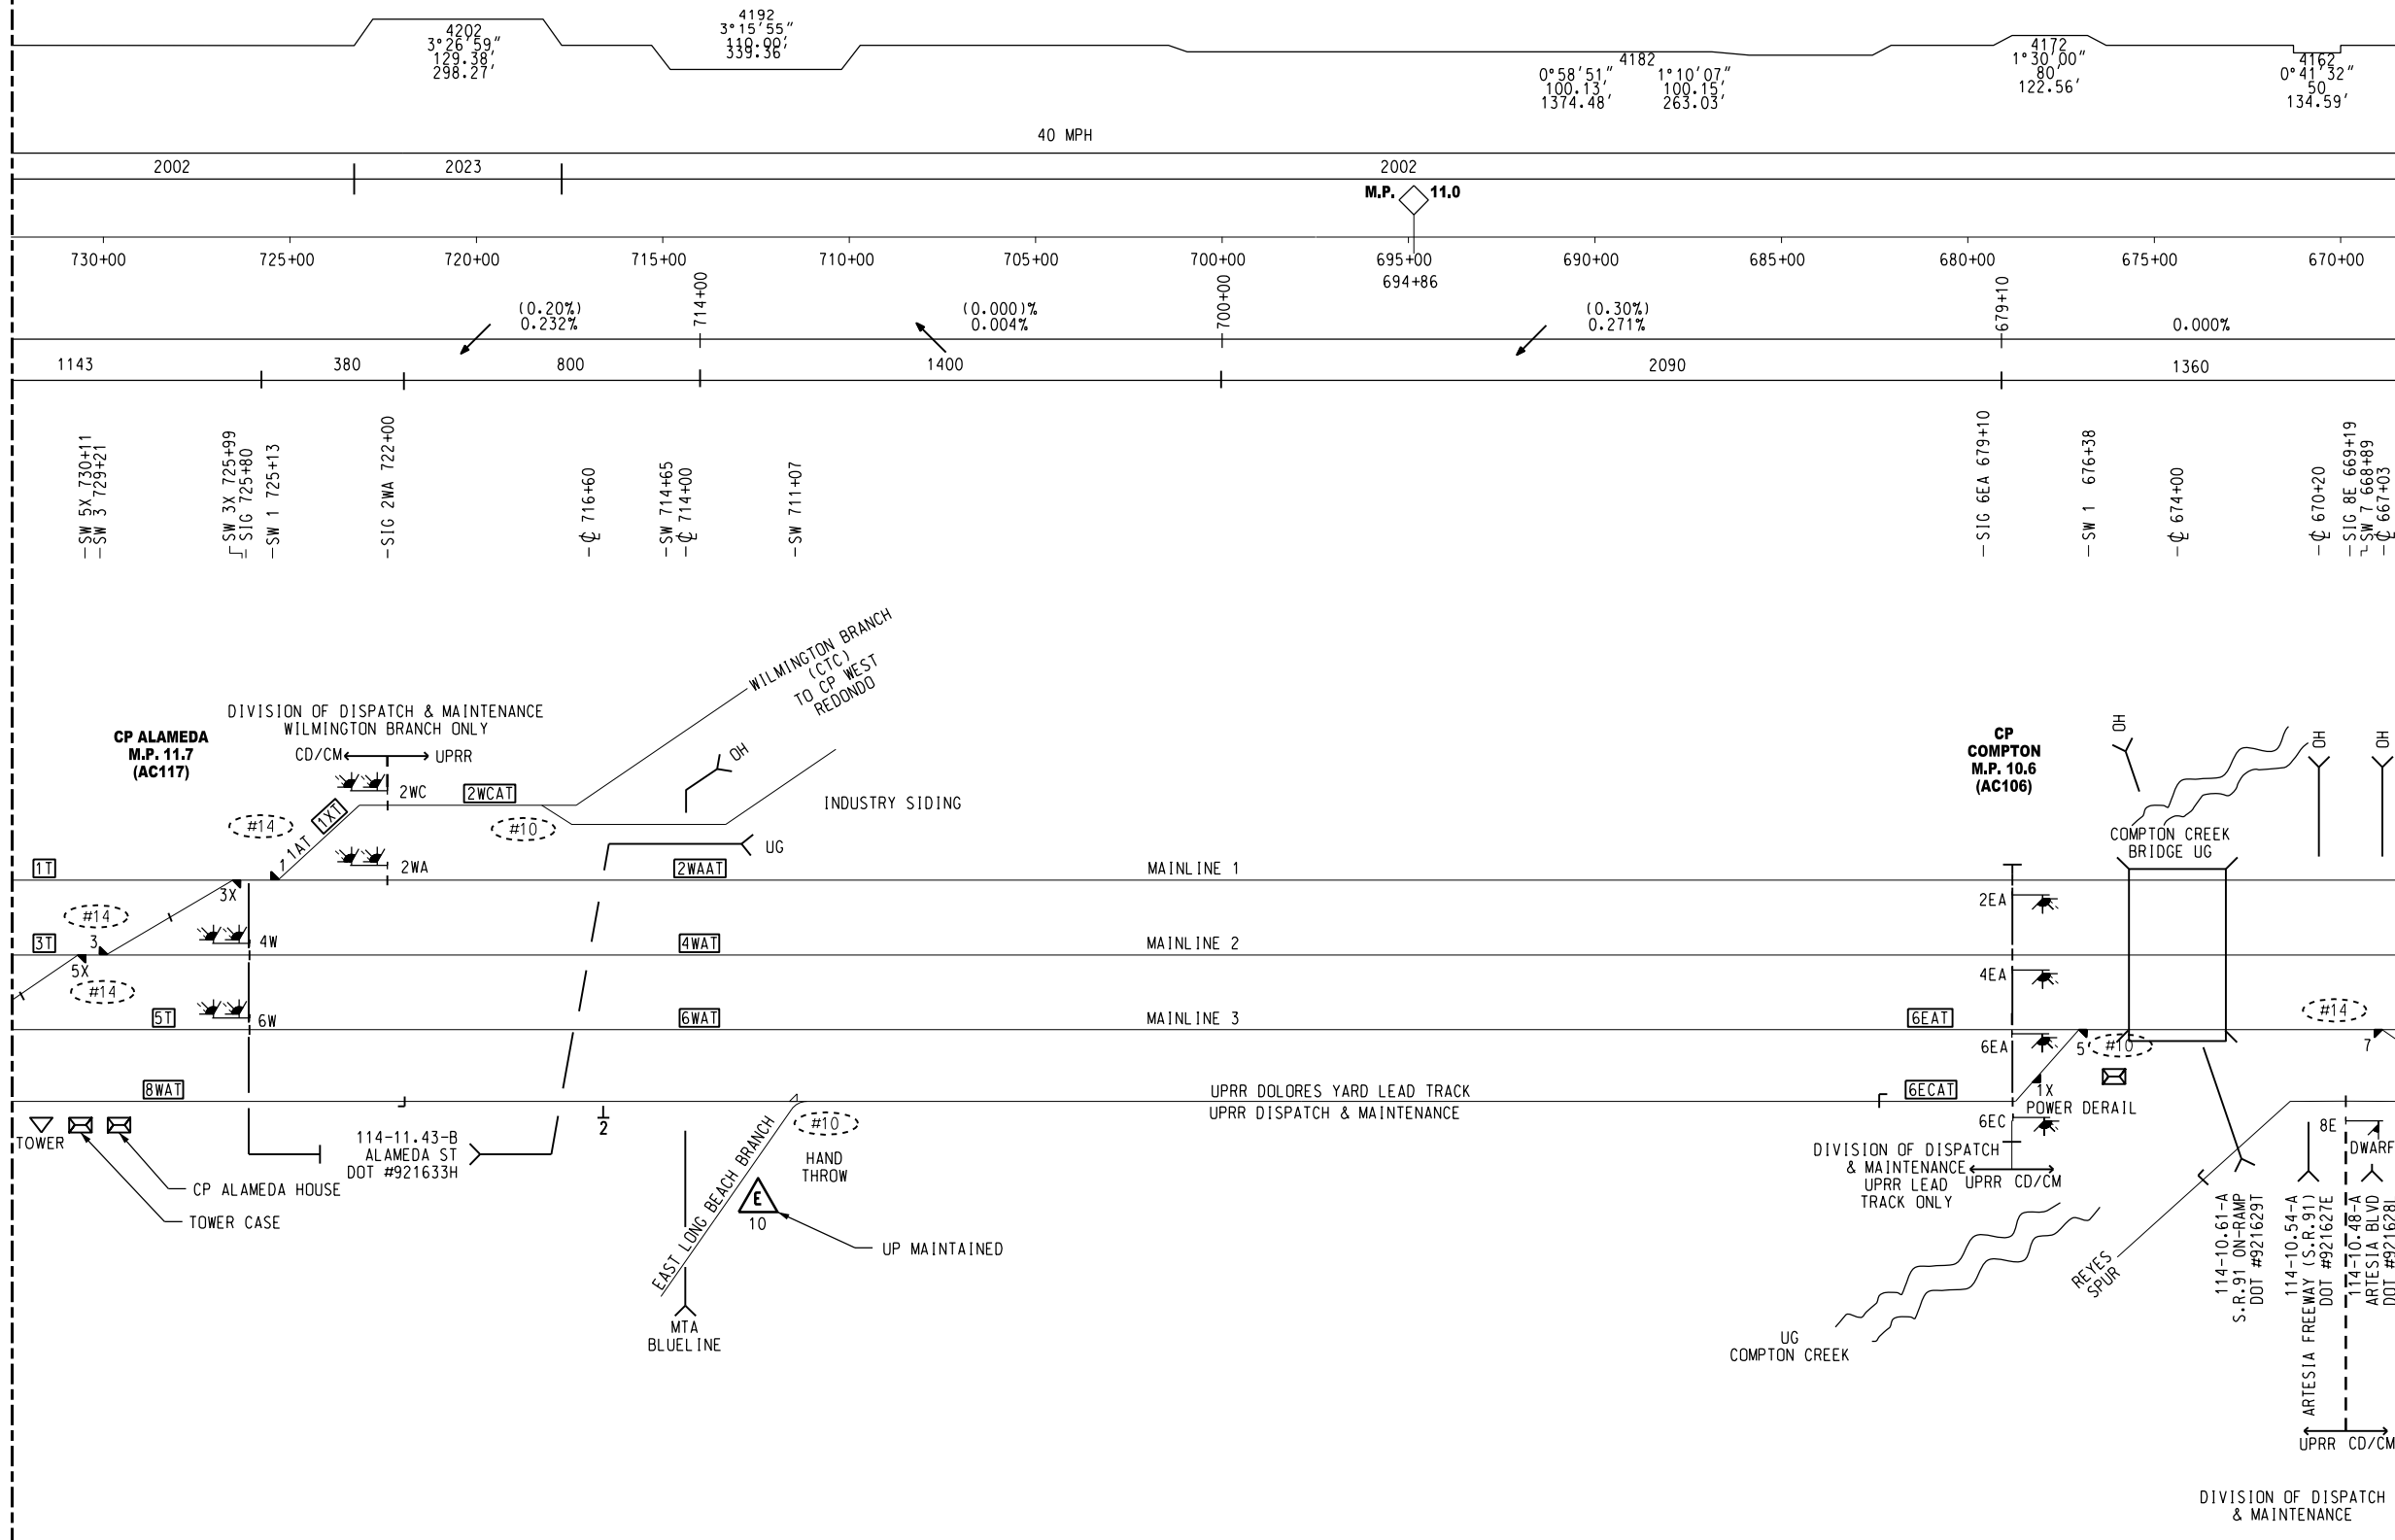 4202
3°26'59"
129.38'
298.27'
4192
3°15'55"
110.00'
339.36'
4182
0°58'51"
100.13'
1374.48'
1°10'07"
100.15'
263.03'
4172
1°30'00"
80'
122.56'
4162
0°41'32"
50'
134.59'
40 MPH
2002
2023
2002
M.P. 11.0
730+00
725+00
720+00
715+00
710+00
705+00
700+00
695+00
690+00
685+00
680+00
675+00
670+00
694+86
(0.20%)
0.232%
714+00
(0.000)%
0.004%
700+00
(0.30%)
0.271%
679+10
0.000%
1143
380
800
1400
2090
1360
SW 5X 730+11
SW 3 729+21
SW 3X 725+99
SIG 725+80
SW 1 725+13
SIG 2WA 722+00
℄ 716+60
SW 714+65
℄ 714+00
SW 711+07
SIG 6EA 679+10
SW 1 676+38
℄ 674+00
℄ 670+20
SIG 8E 669+19
SW 7 668+89
℄ 667+03
WILMINGTON BRANCH
(CTC)
TO CP WEST
REDONDO
DIVISION OF DISPATCH & MAINTENANCE
WILMINGTON BRANCH ONLY
CD/CM
UPRR
CP ALAMEDA
M.P. 11.7
(AC117)
2WC
2WCAT
OH
INDUSTRY SIDING
#14
1XT
1AT
1
#10
UG
2WA
1T
2WAAT
MAINLINE 1
3X
#14
3T
3
4W
4WAT
MAINLINE 2
5X
#14
5T
6W
6WAT
MAINLINE 3
8WAT
UPRR DOLORES YARD LEAD TRACK
UPRR DISPATCH & MAINTENANCE
TOWER
CP ALAMEDA HOUSE
TOWER CASE
114-11.43-B
ALAMEDA ST
DOT #921633H
2
#10
HAND
THROW
EAST LONG BEACH BRANCH
E
10
UP MAINTAINED
MTA
BLUELINE
CP
COMPTON
M.P. 10.6
(AC106)
OH
OH
OH
COMPTON CREEK
BRIDGE UG
2EA
4EA
6EAT
6EA
5
#10
#14
7
6ECAT
1X
POWER DERAIL
6EC
8E
DWARF
DIVISION OF DISPATCH
& MAINTENANCE
UPRR LEAD
TRACK ONLY
UPRR
CD/CM
REYES
SPUR
UG
COMPTON CREEK
114-10.61-A
S.R.91 ON-RAMP
DOT #921629T
114-10.54-A
ARTESIA FREEWAY (S.R.91)
DOT #921627E
114-10.48-A
ARTESIA BLVD
DOT #921628L
UPRR
CD/CM
DIVISION OF DISPATCH
& MAINTENANCE